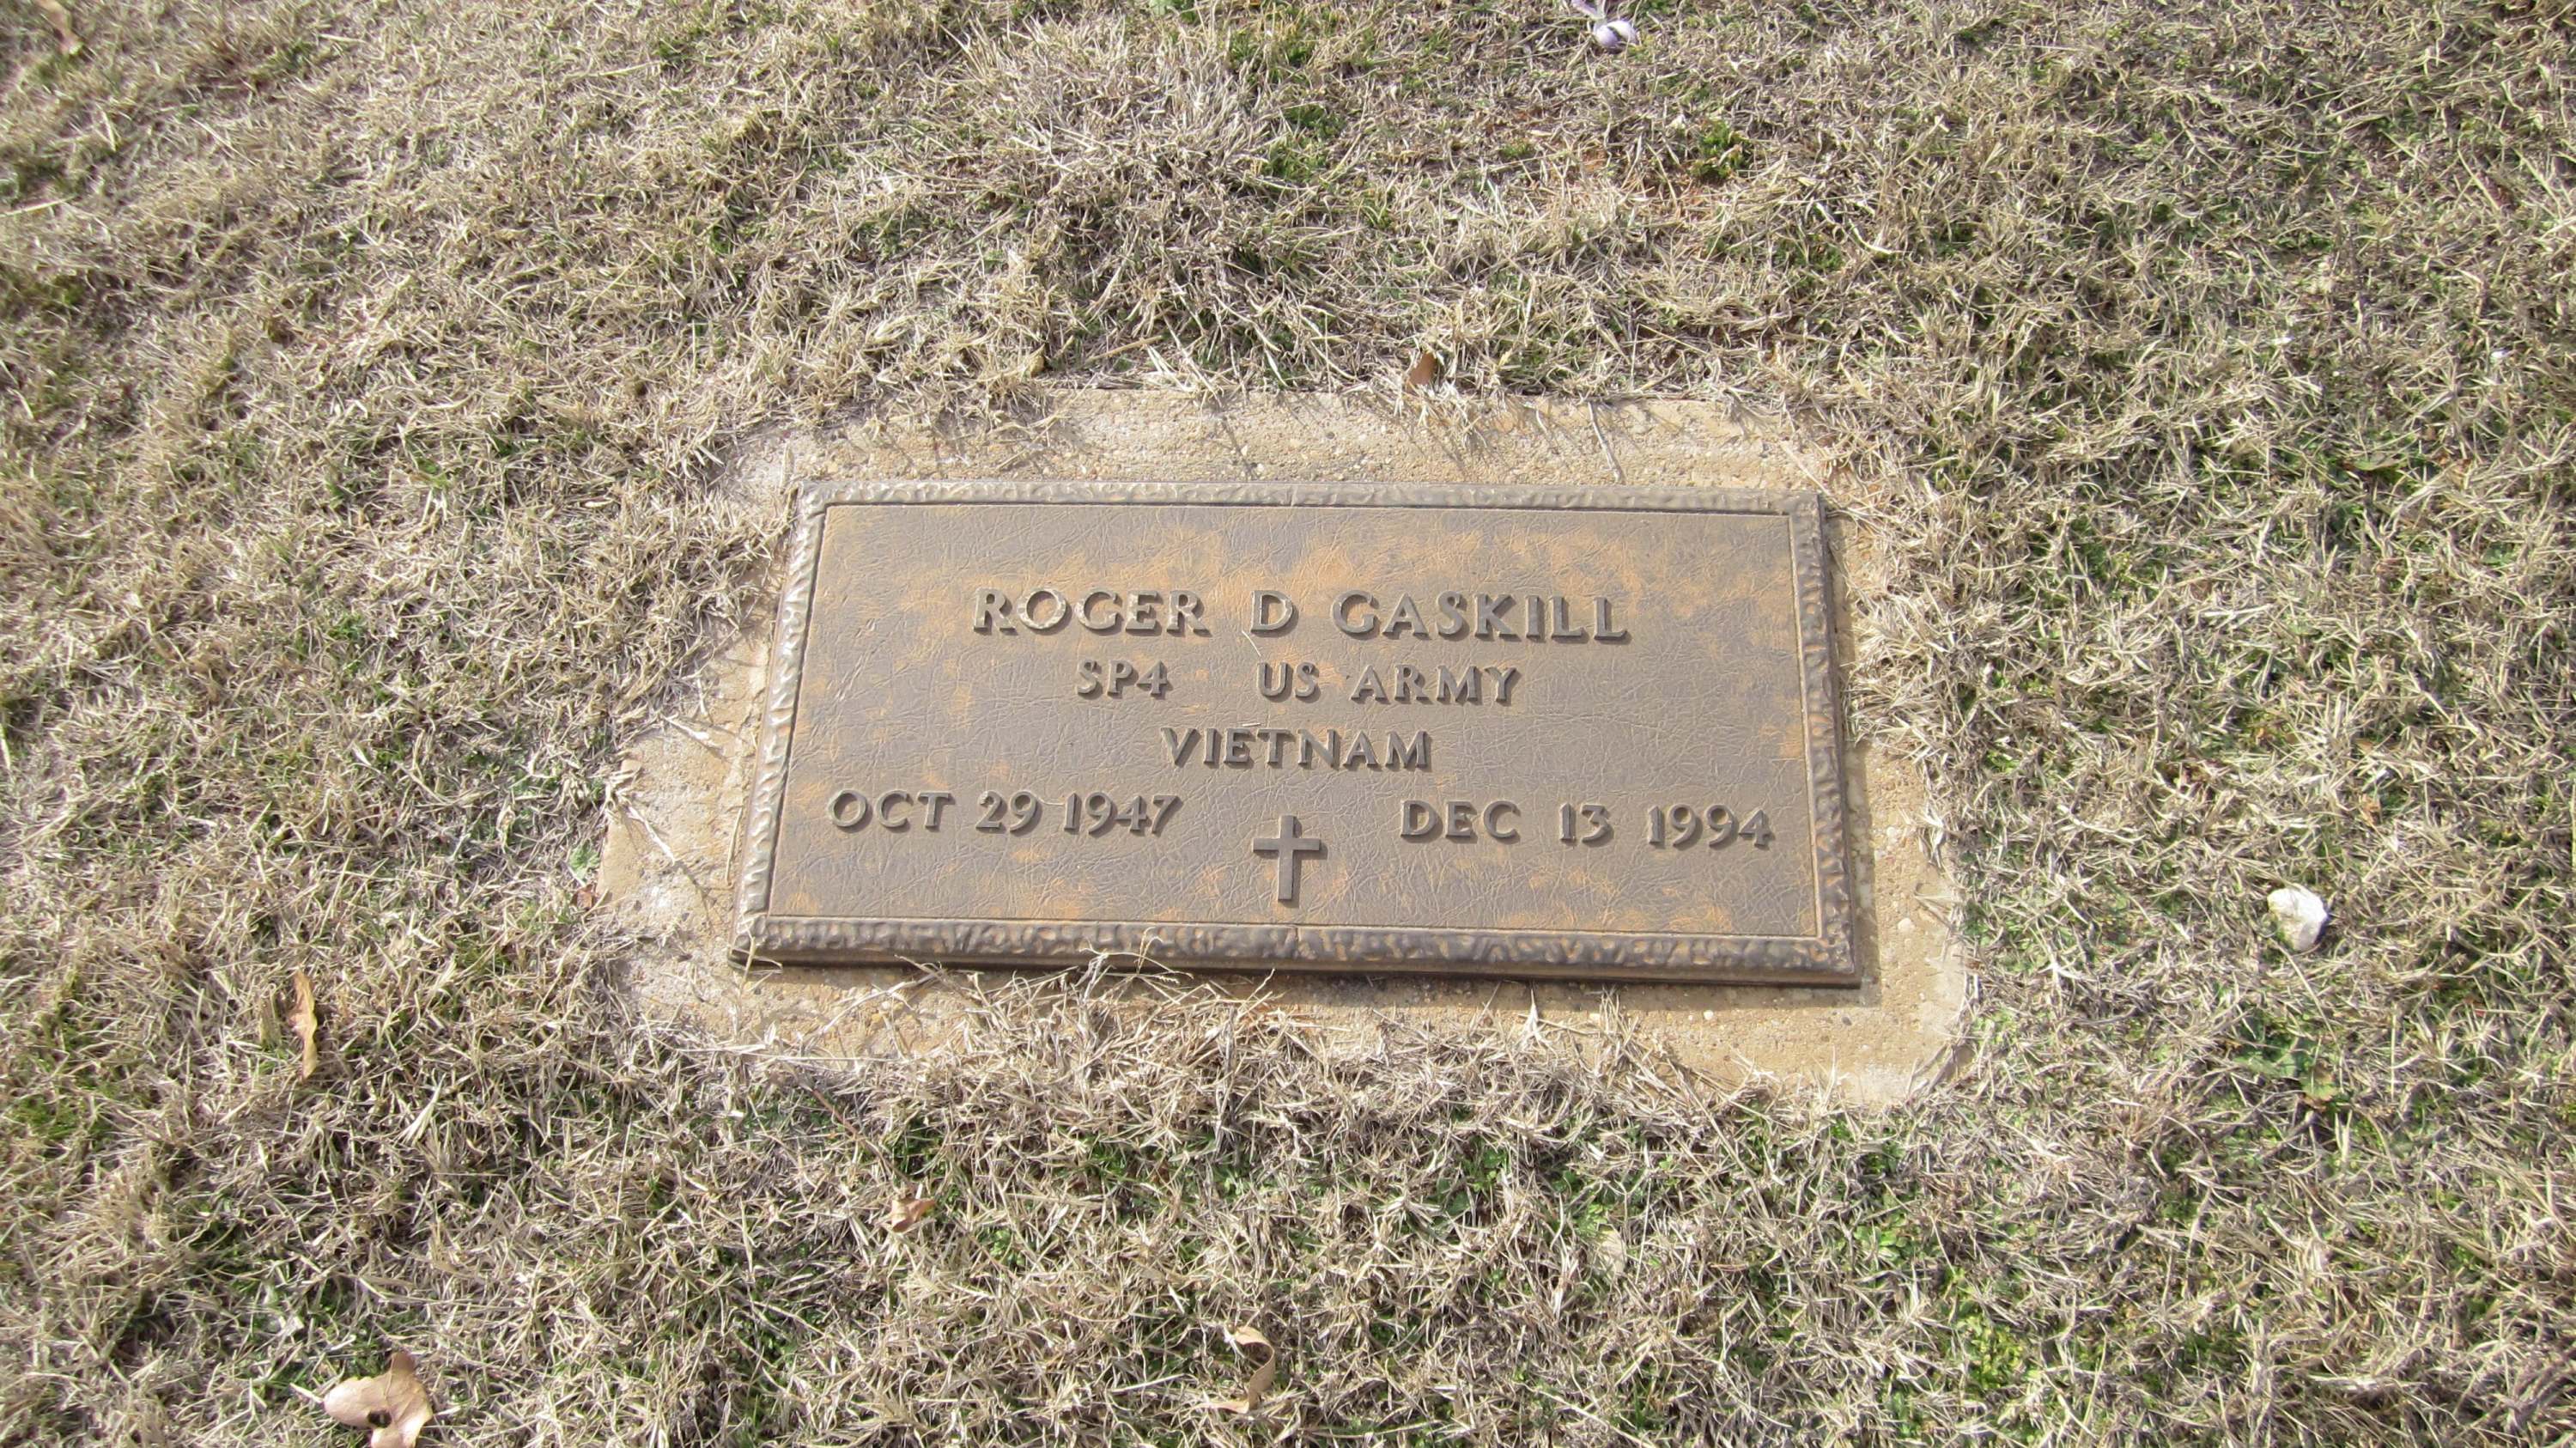 ROGER D GASKILL
SP4 US ARMY
VIETNAM
OCT 29 1947 DEC 13 1994